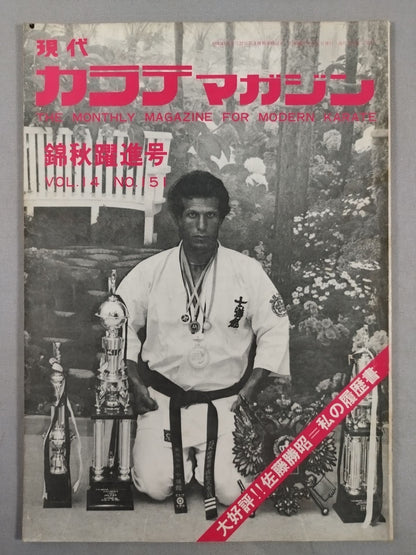 現代
カラテマガジン
THE MONTHLY MAGAZINE FOR MODERN KARATE
錦秋躍進号
VOL.14 NO.151
大好評!!佐藤勝昭=私の履歴書